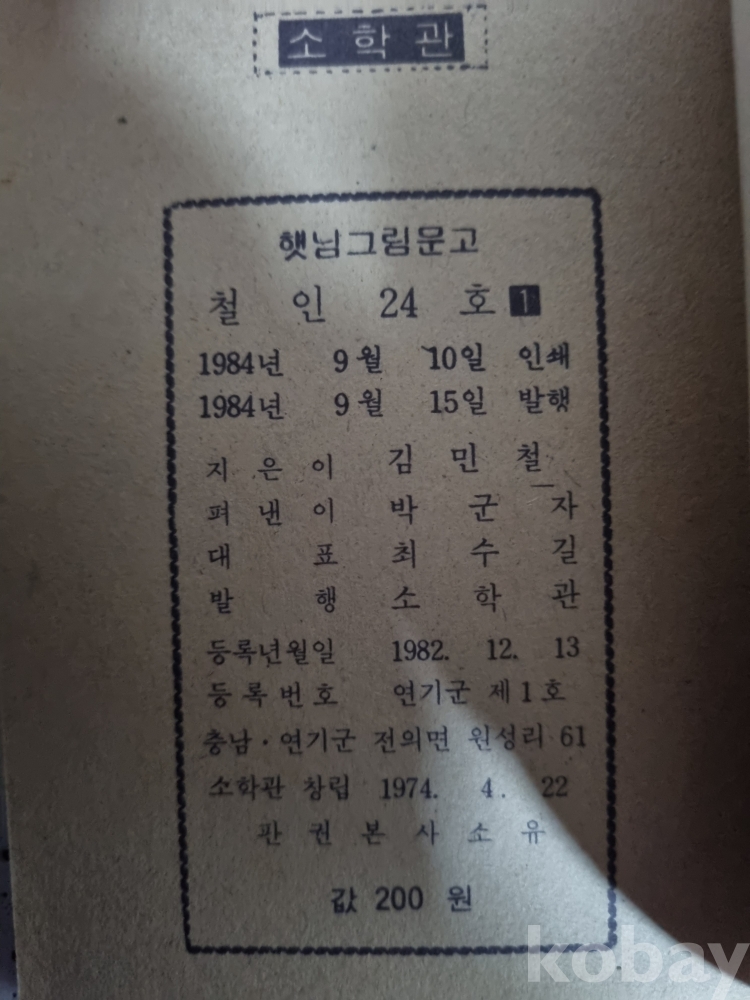 소학관
햇님그림문고
철 인 24 호 1
1984년 9월 10일 인쇄
1984년 9월 15일 발행
지은이 김민철
펴낸이 박군자
대표 최수길
발행 소학관
등록년월일 1982. 12. 13
등록번호 연기군 제1호
충남·연기군 전의면 원성리 61
소학관 창립 1974. 4. 22
판권본사소유
값 200 원
kobay